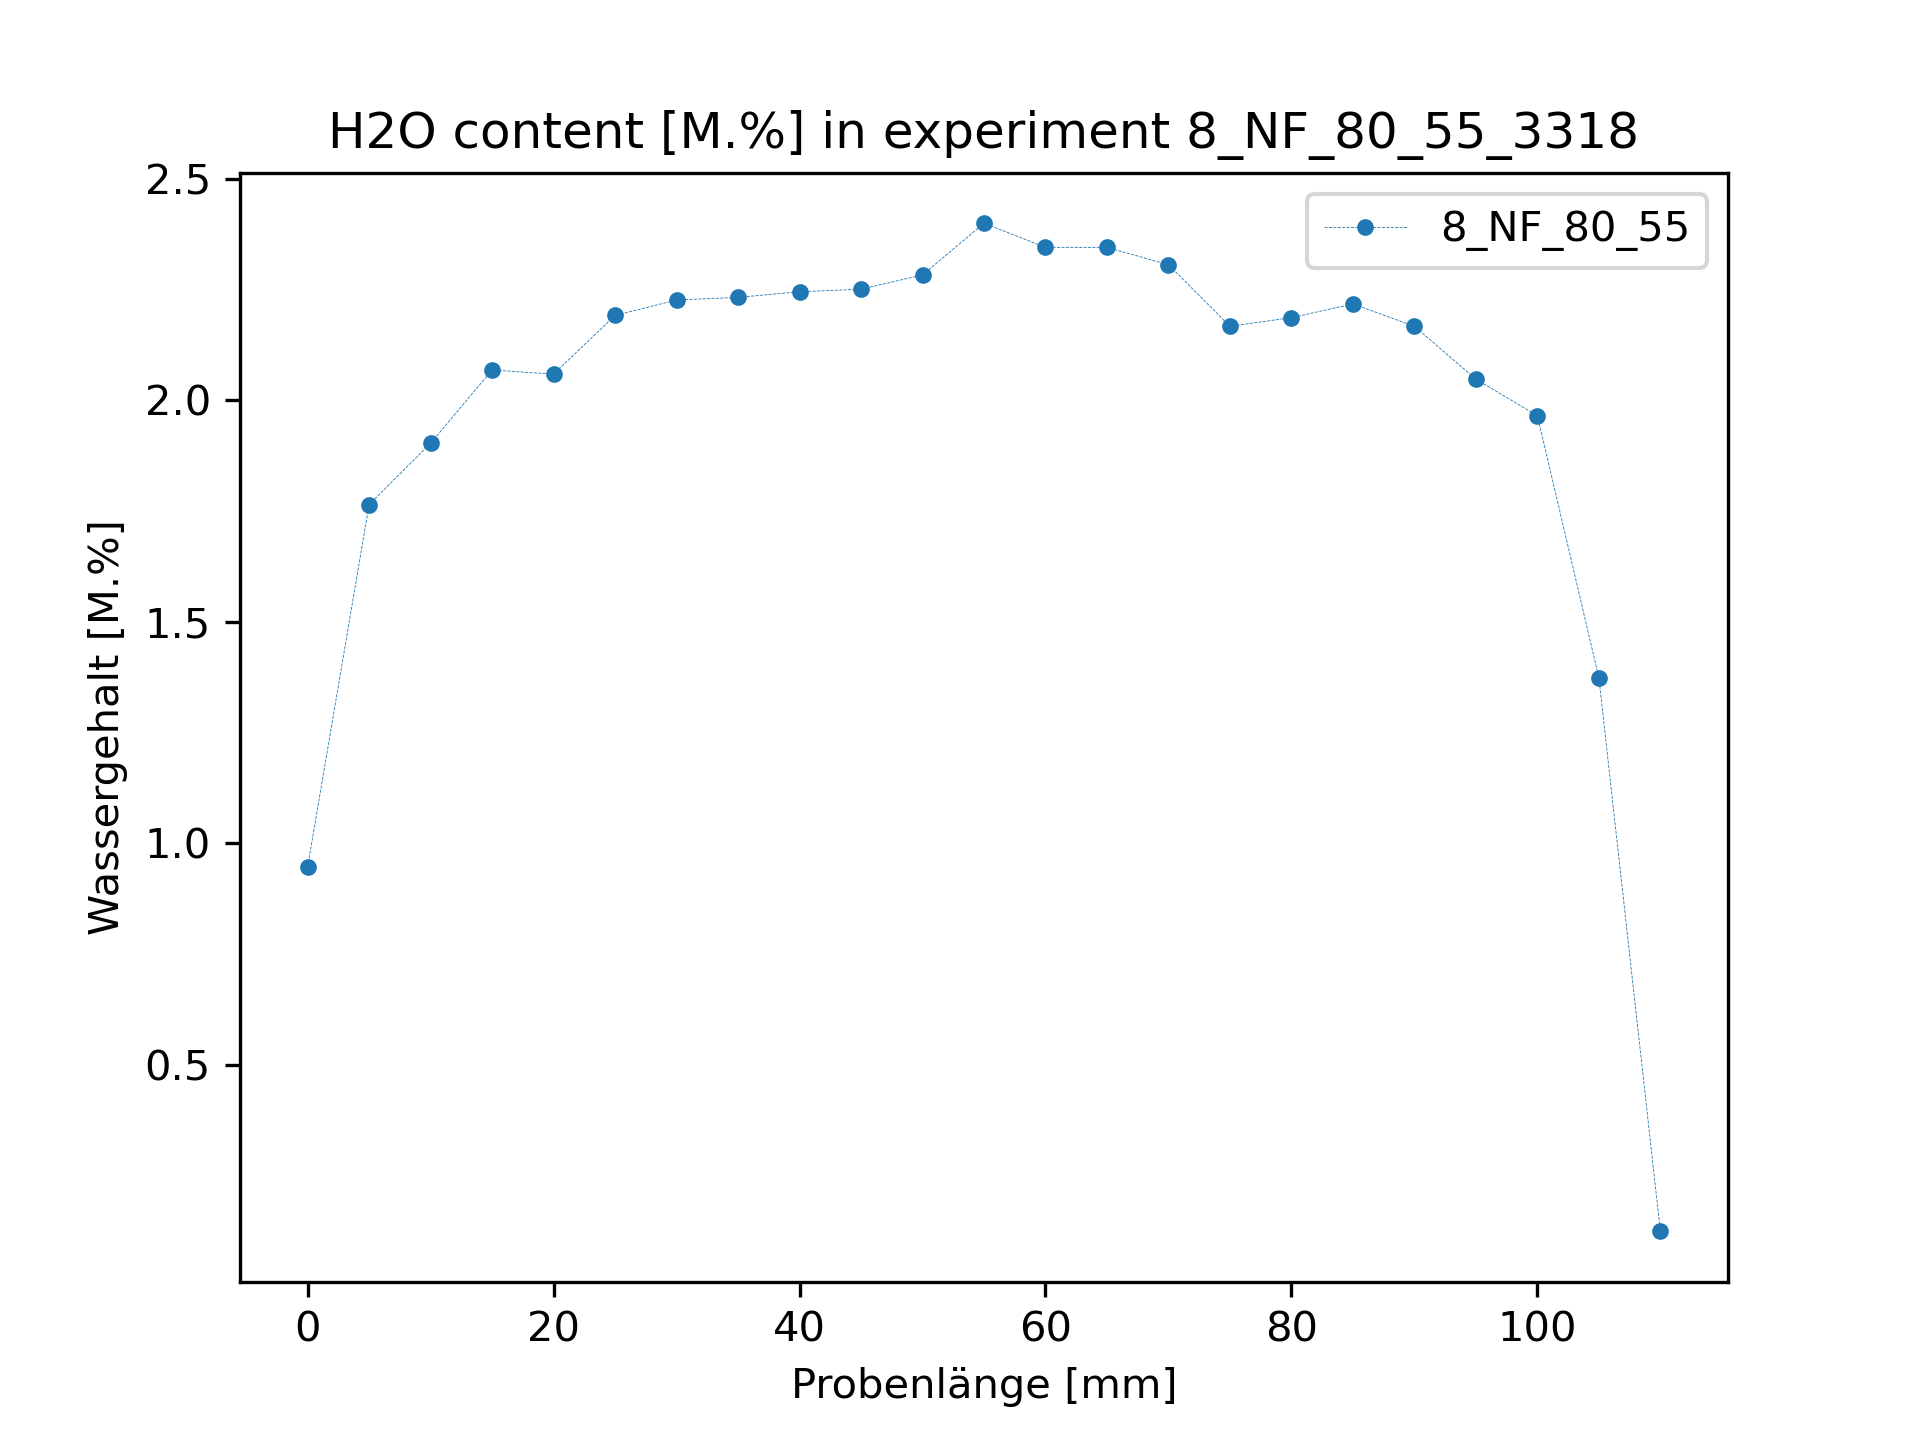 H2O content [M.%] in experiment 8_NF_80_55_3318
8_NF_80_55
Wassergehalt [M.%]
2.5
2.0
1.5
1.0
0.5
0 20 40 60 80 100
Probenlänge [mm]